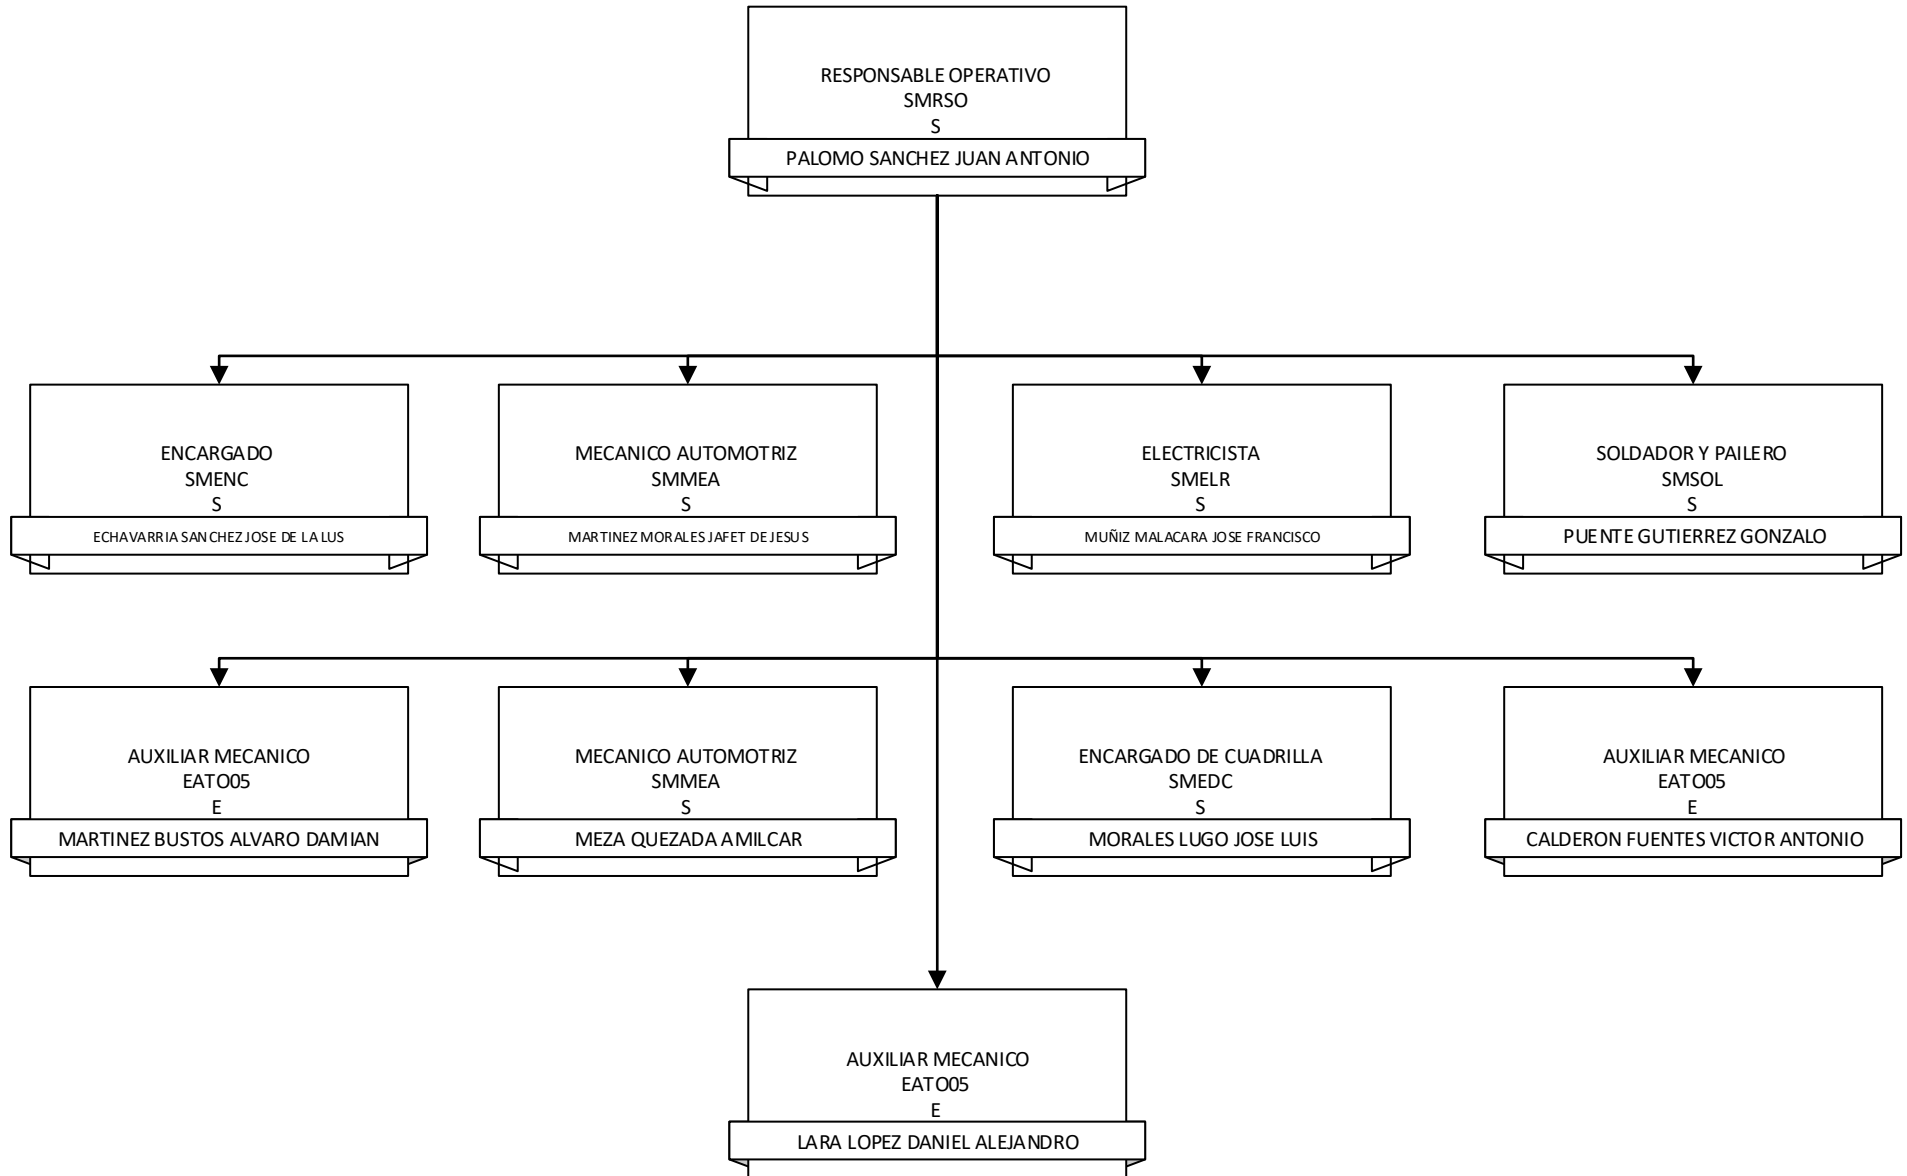 RESPONSABLE OPERATIVO
SMRSO
S
PALOMO SANCHEZ JUAN ANTONIO
ENCARGADO
SMENC
S
ECHAVARRIA SANCHEZ JOSE DE LA LUS
MECANICO AUTOMOTRIZ
SMMEA
S
MARTINEZ MORALES JAFET DE JESUS
ELECTRICISTA
SMELR
S
MUÑIZ MALACARA JOSE FRANCISCO
SOLDADOR Y PAILERO
SMSOL
S
PUENTE GUTIERREZ GONZALO
AUXILIAR MECANICO
EATO05
E
MARTINEZ BUSTOS ALVARO DAMIAN
MECANICO AUTOMOTRIZ
SMMEA
S
MEZA QUEZADA AMILCAR
ENCARGADO DE CUADRILLA
SMEDC
S
MORALES LUGO JOSE LUIS
AUXILIAR MECANICO
EATO05
E
CALDERON FUENTES VICTOR ANTONIO
AUXILIAR MECANICO
EATO05
E
LARA LOPEZ DANIEL ALEJANDRO